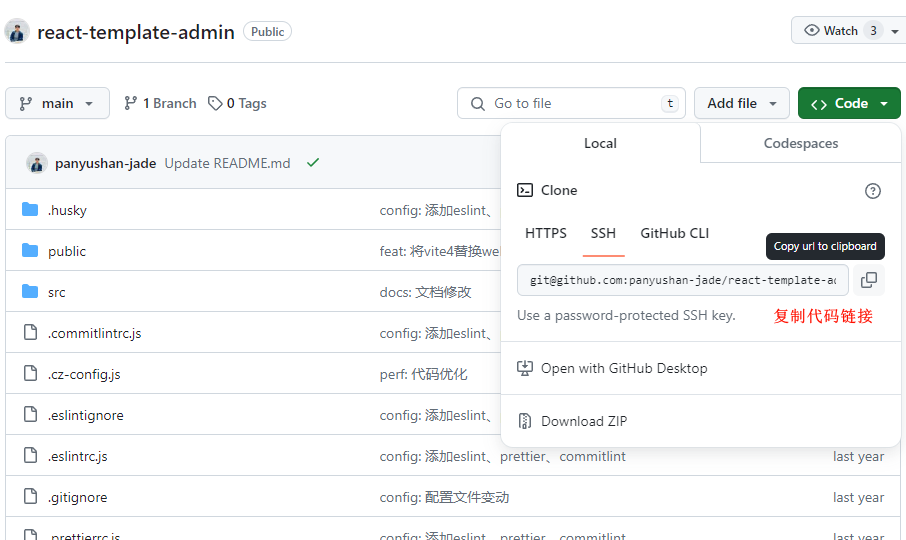 react-template-admin Public Watch 3
main 1 Branch 0 Tags Go to file t Add file Code
Local Codespaces
panyushan-jade Update README.md
Clone
.husky config: 添加eslint、
HTTPS SSH GitHub CLI
Copy url to clipboard
public feat: 将vite4替换we
git@github.com:panyushan-jade/react-template-ad
src docs: 文档修改
Use a password-protected SSH key. 复制代码链接
.commitlintrc.js config: 添加eslint、
Open with GitHub Desktop
.cz-config.js perf: 代码优化
.eslintignore config: 添加eslint、
Download ZIP
.eslintrc.js config: 添加eslint、prettier、commitlint last year
.gitignore config: 配置文件变动 last year
.prettierrc.js config: 添加eslint、prettier、commitlint last year